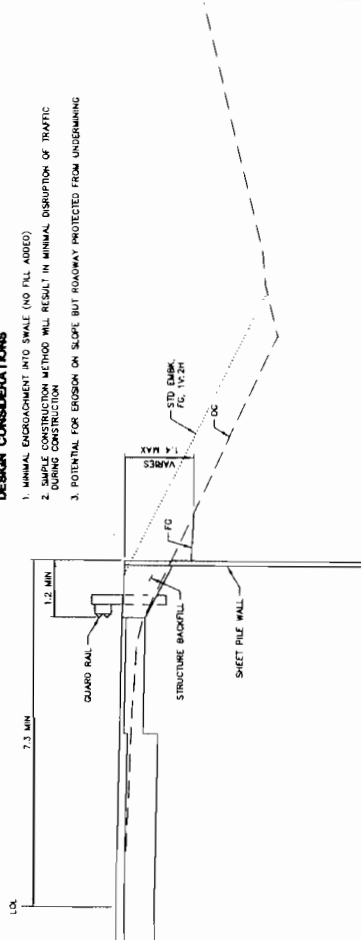 DESIGN CONSIDERATIONS
1. MINIMAL ENCROACHMENT INTO SWALE (NO FILL ADDED)
2. SIMPLE CONSTRUCTION METHOD WILL RESULT IN MINIMAL DISRUPTION OF TRAFFIC
DURING CONSTRUCTION
3. POTENTIAL FOR EROSION ON SLOPE BUT ROADWAY PROTECTED FROM UNDERMINING
LOL
7.3 MIN
1.2 MIN
GUARD RAIL
VARIES
1.4 MAX
STD EMBK.
FG, 1V:2H
FG
OG
STRUCTURE BACKFILL
SHEET PILE WALL